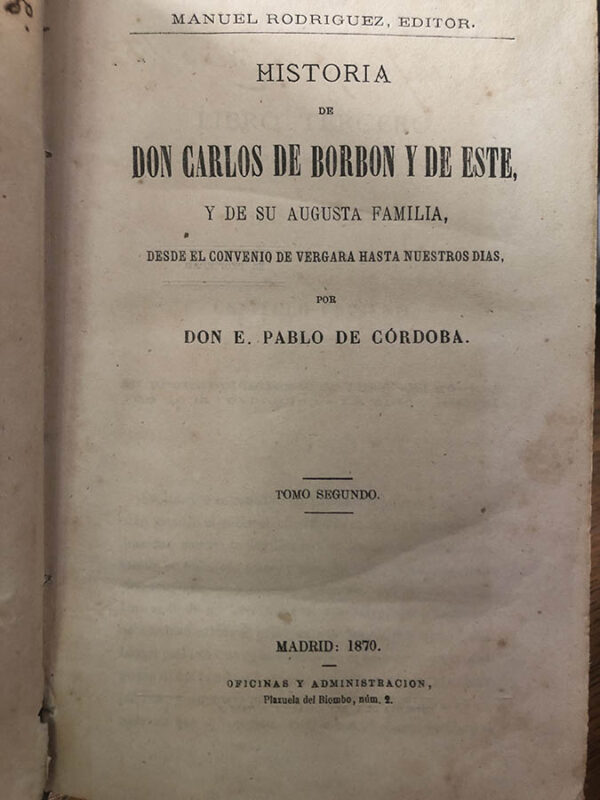 MANUEL RODRIGUEZ, EDITOR.
HISTORIA
DE
DON CARLOS DE BORBON Y DE ESTE,
Y DE SU AUGUSTA FAMILIA,
DESDE EL CONVENIO DE VERGARA HASTA NUESTROS DIAS,
POR
DON E. PABLO DE CÓRDOBA.
TOMO SEGUNDO.
MADRID: 1870.
OFICINAS Y ADMINISTRACION,
Plazuela del Biombo, núm. 2.